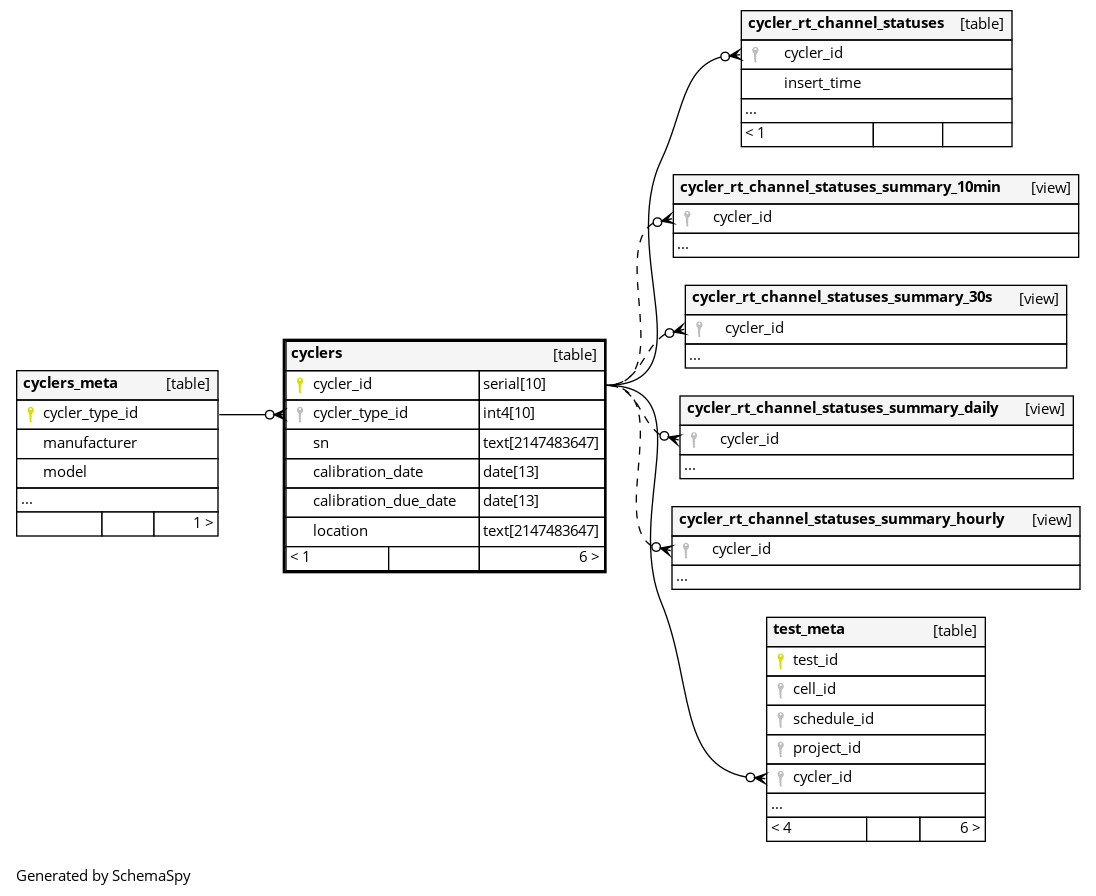 cyclers_meta [table]
cycler_type_id
manufacturer
model
...
1 >
cyclers [table]
cycler_id serial[10]
cycler_type_id int4[10]
sn text[2147483647]
calibration_date date[13]
calibration_due_date date[13]
location text[2147483647]
< 1 6 >
cycler_rt_channel_statuses [table]
cycler_id
insert_time
...
< 1
cycler_rt_channel_statuses_summary_10min [view]
cycler_id
...
cycler_rt_channel_statuses_summary_30s [view]
cycler_id
...
cycler_rt_channel_statuses_summary_daily [view]
cycler_id
...
cycler_rt_channel_statuses_summary_hourly [view]
cycler_id
...
test_meta [table]
test_id
cell_id
schedule_id
project_id
cycler_id
...
< 4 6 >
Generated by SchemaSpy